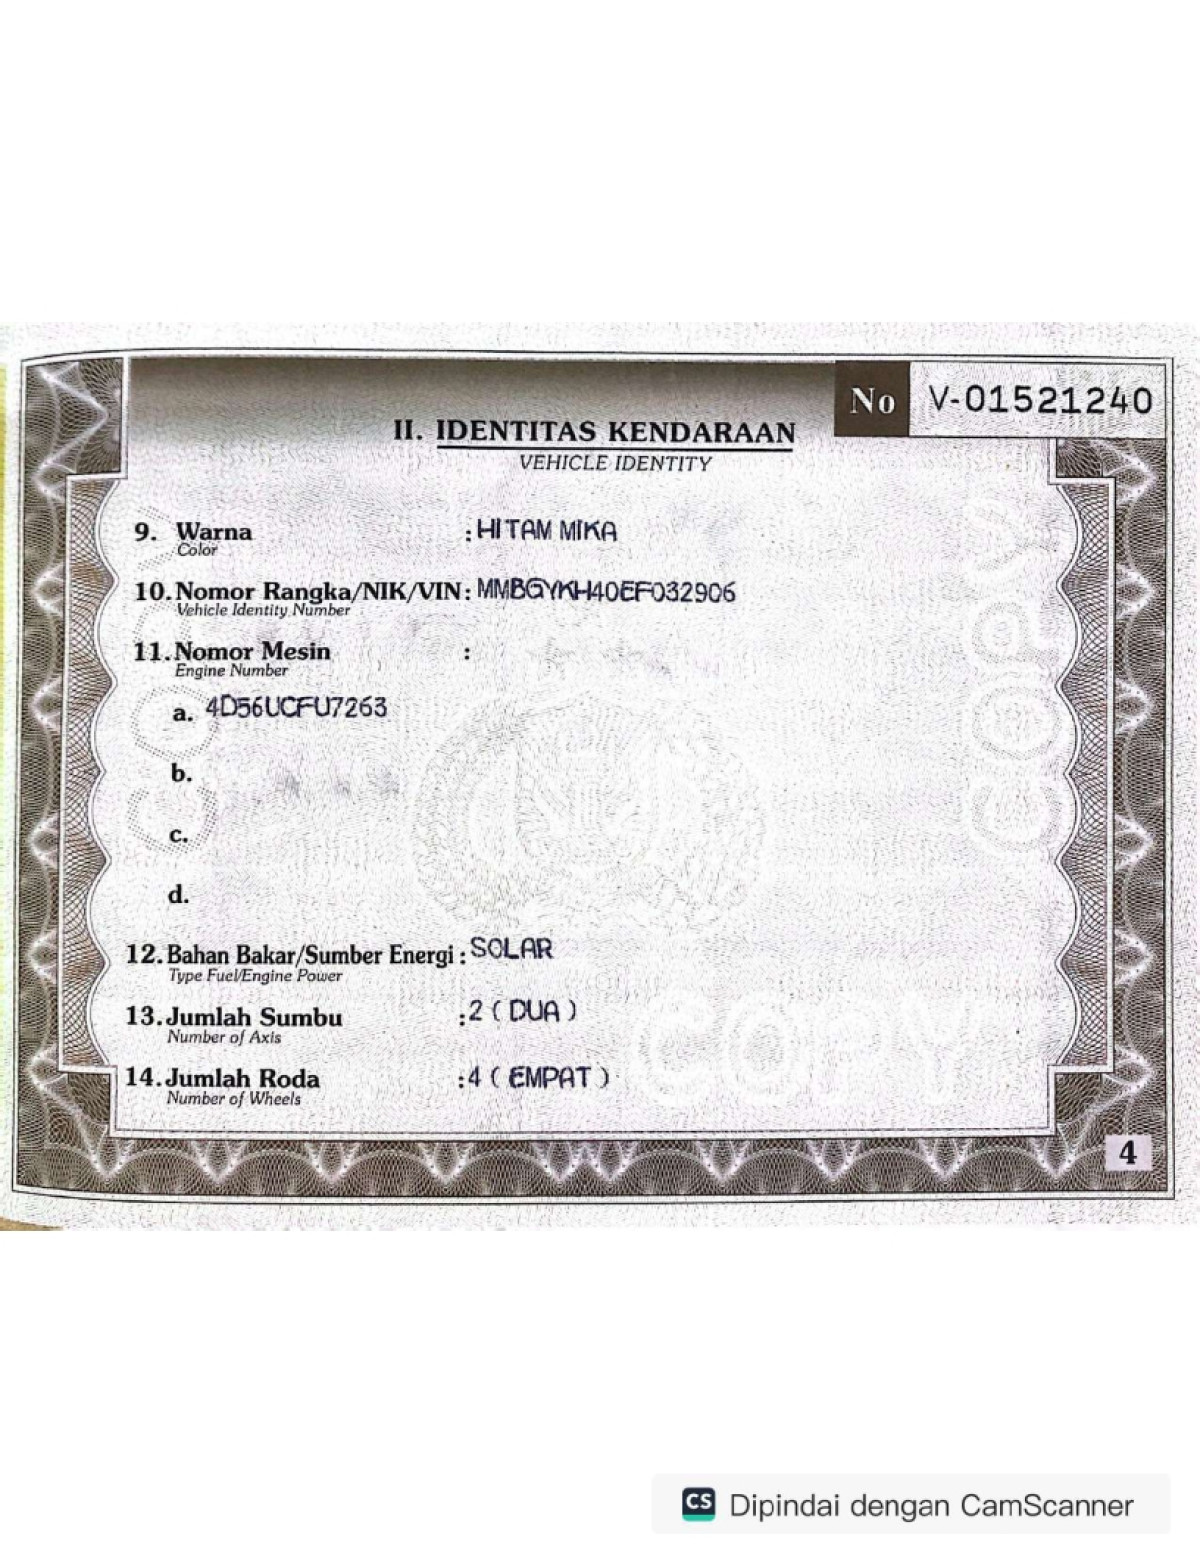 No V-01521240
II. IDENTITAS KENDARAAN
VEHICLE IDENTITY
9. Warna : HITAM MIKA
Color
10. Nomor Rangka/NIK/VIN : MMBGYKH40EF032906
Vehicle Identity Number
11. Nomor Mesin :
Engine Number
a. 4D56UCFU7263
b.
c.
d.
12. Bahan Bakar/Sumber Energi : SOLAR
Type Fuel/Engine Power
13. Jumlah Sumbu : 2 ( DUA )
Number of Axis
14. Jumlah Roda : 4 ( EMPAT )
Number of Wheels
COPY
COPY
4
CS Dipindai dengan CamScanner